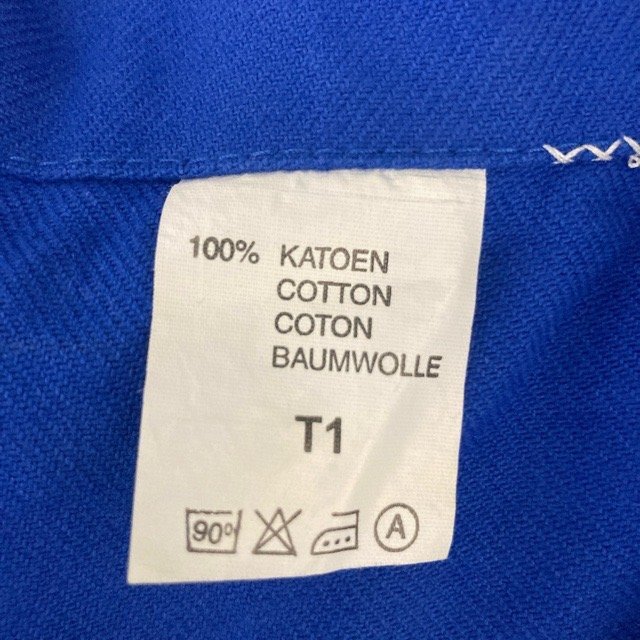 100% KATOEN
COTTON
COTON
BAUMWOLLE
T1
90° A